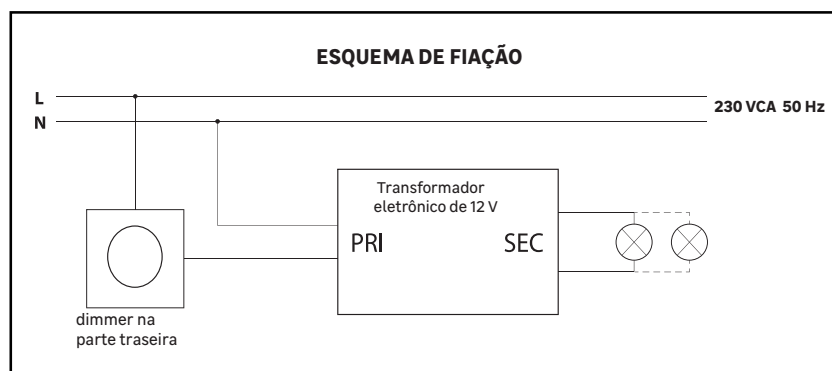 ESQUEMA DE FIAÇÃO
L
N
230 VCA 50 Hz
Transformador
eletrônico de 12 V
PRI
SEC
dimmer na
parte traseira